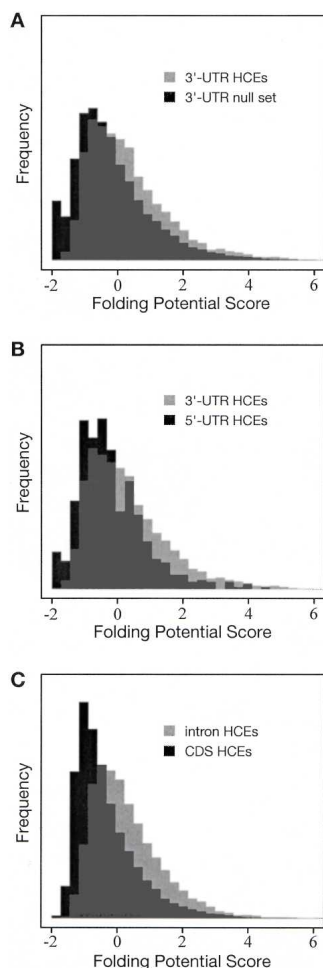 A
3'-UTR HCEs
3'-UTR null set
Frequency
-2 0 2 4 6
Folding Potential Score
B
3'-UTR HCEs
5'-UTR HCEs
Frequency
-2 0 2 4 6
Folding Potential Score
C
intron HCEs
CDS HCEs
Frequency
-2 0 2 4 6
Folding Potential Score